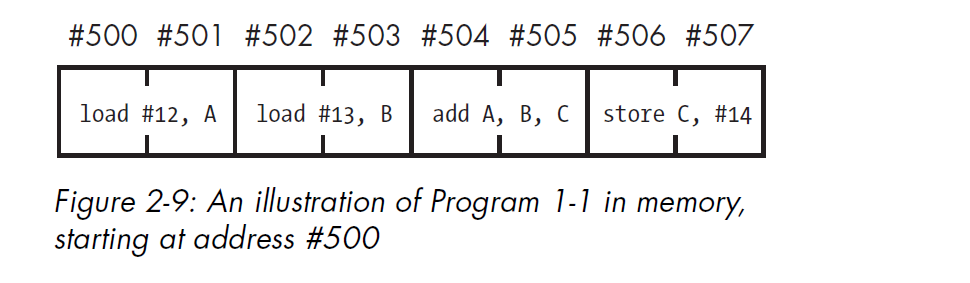 #500 #501 #502 #503 #504 #505 #506 #507
load #12, A load #13, B add A, B, C store C, #14
Figure 2-9: An illustration of Program 1-1 in memory,
starting at address #500